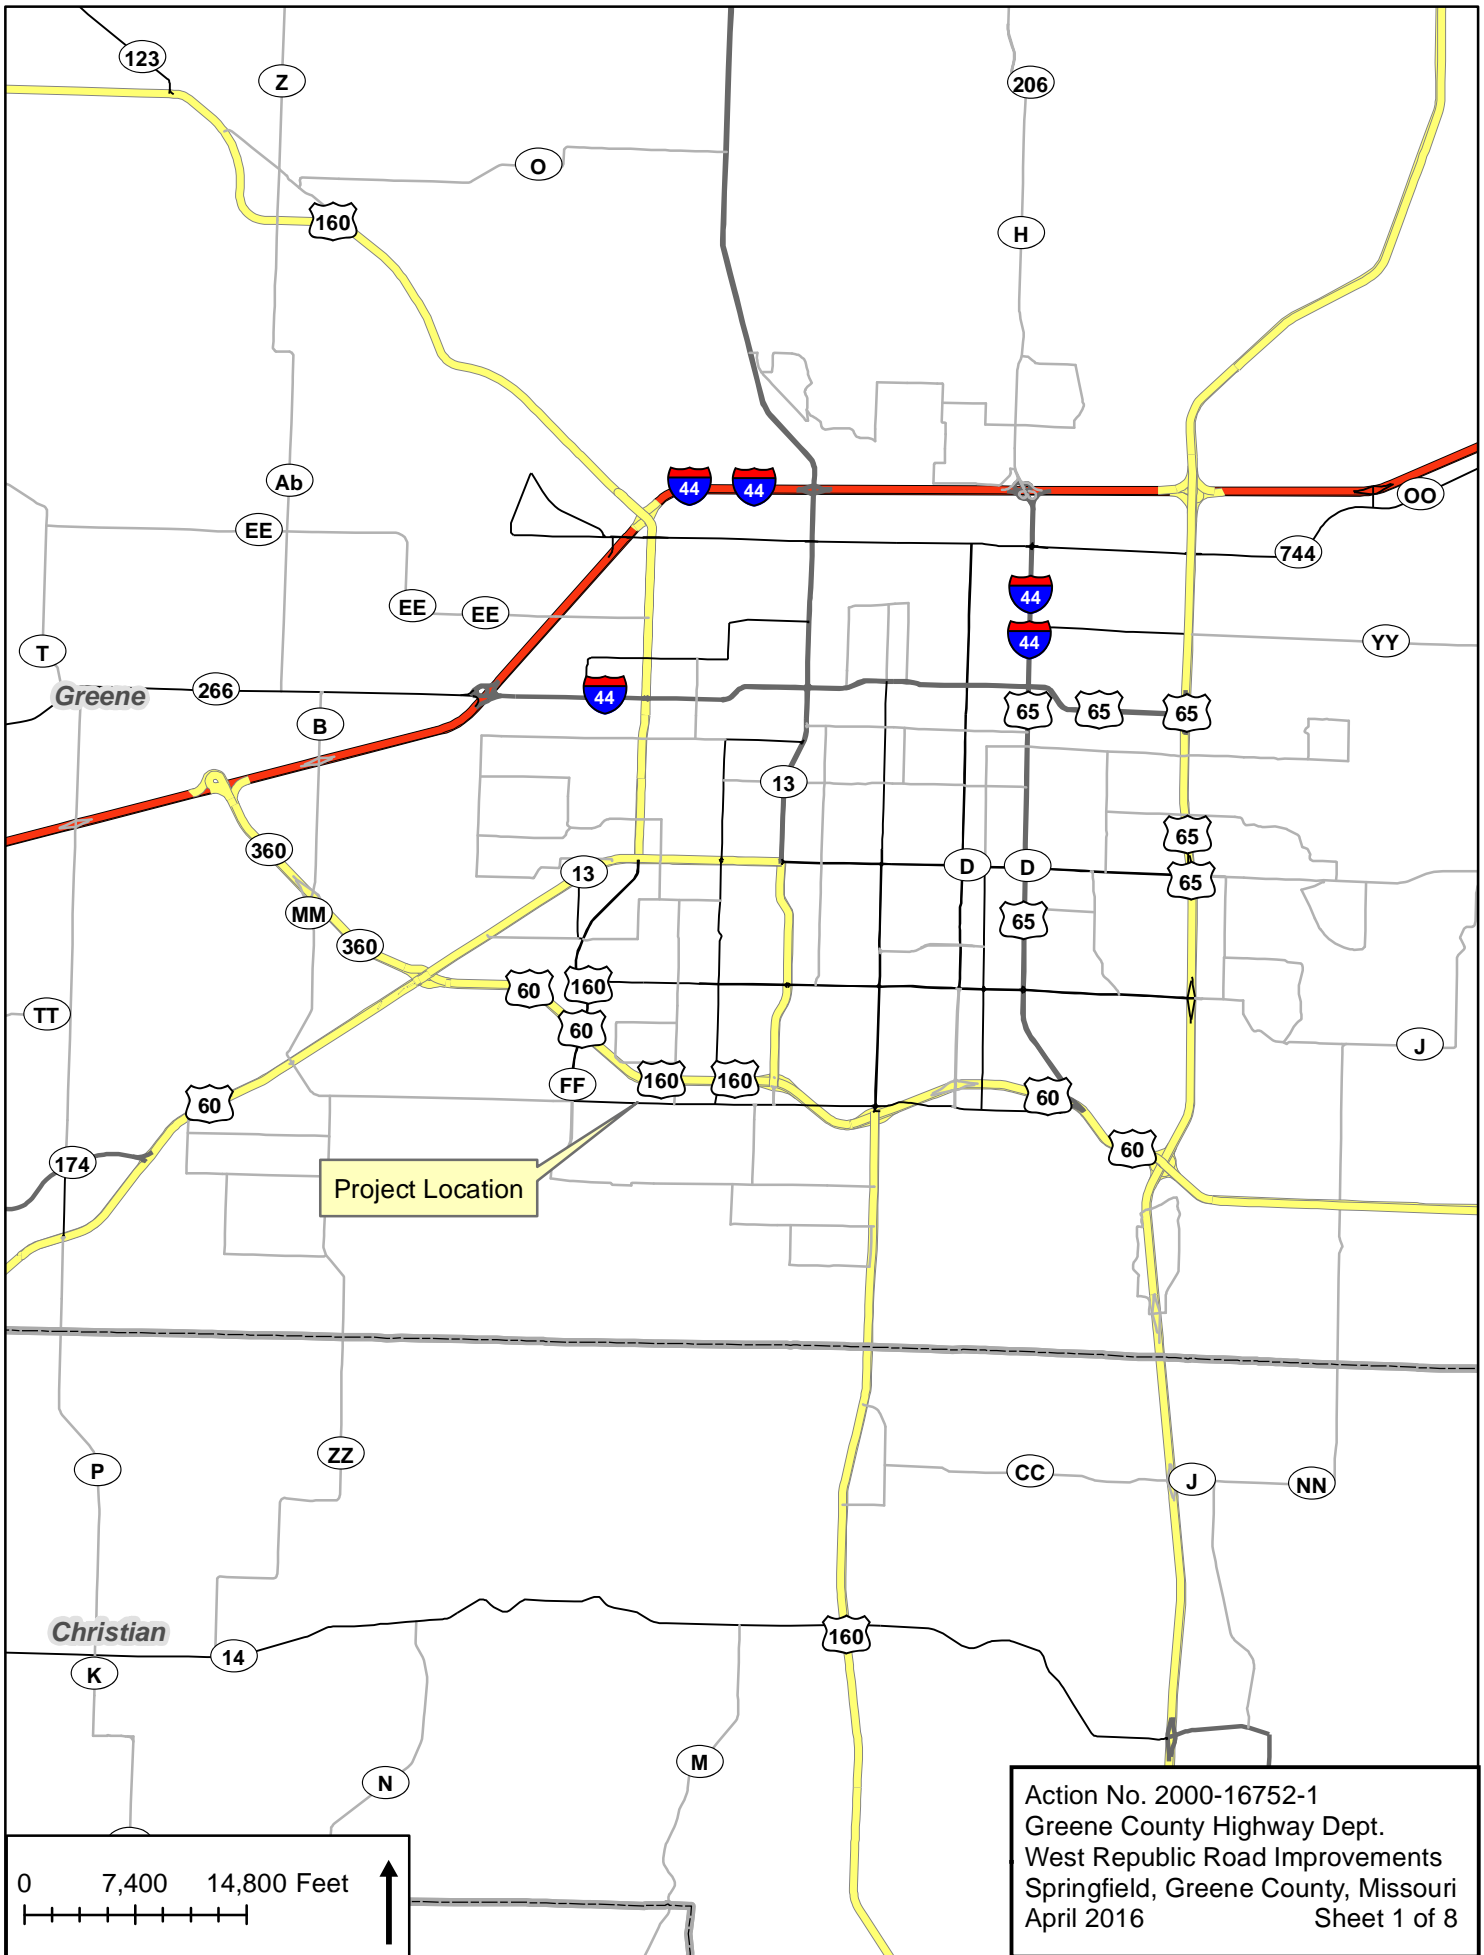 123
Z
206
O
160
H
Ab
44
44
OO
EE
744
44
EE
EE
44
YY
T
Greene
266
44
65
65
65
B
13
65
360
13
D
D
65
MM
65
360
60
160
TT
60
J
FF
160
160
60
60
60
174
Project Location
P
ZZ
CC
J
NN
Christian
14
160
K
N
M
Action No. 2000-16752-1
Greene County Highway Dept.
West Republic Road Improvements
Springfield, Greene County, Missouri
April 2016 Sheet 1 of 8
0 7,400 14,800 Feet